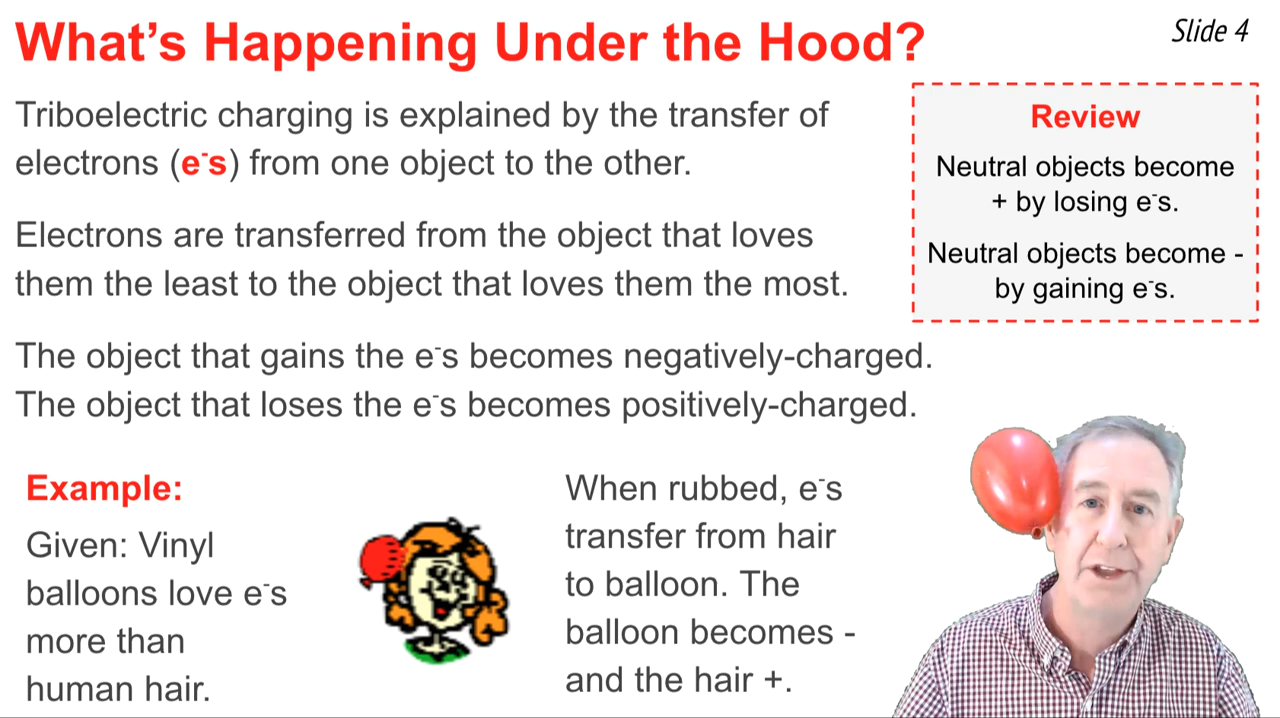 What's Happening Under the Hood?
Slide 4
Triboelectric charging is explained by the transfer of
electrons (e⁻s) from one object to the other.
Electrons are transferred from the object that loves
them the least to the object that loves them the most.
The object that gains the e⁻s becomes negatively-charged.
The object that loses the e⁻s becomes positively-charged.
Review
Neutral objects become
+ by losing e⁻s.
Neutral objects become -
by gaining e⁻s.
Example:
Given: Vinyl
balloons love e⁻s
more than
human hair.
When rubbed, e⁻s
transfer from hair
to balloon. The
balloon becomes -
and the hair +.